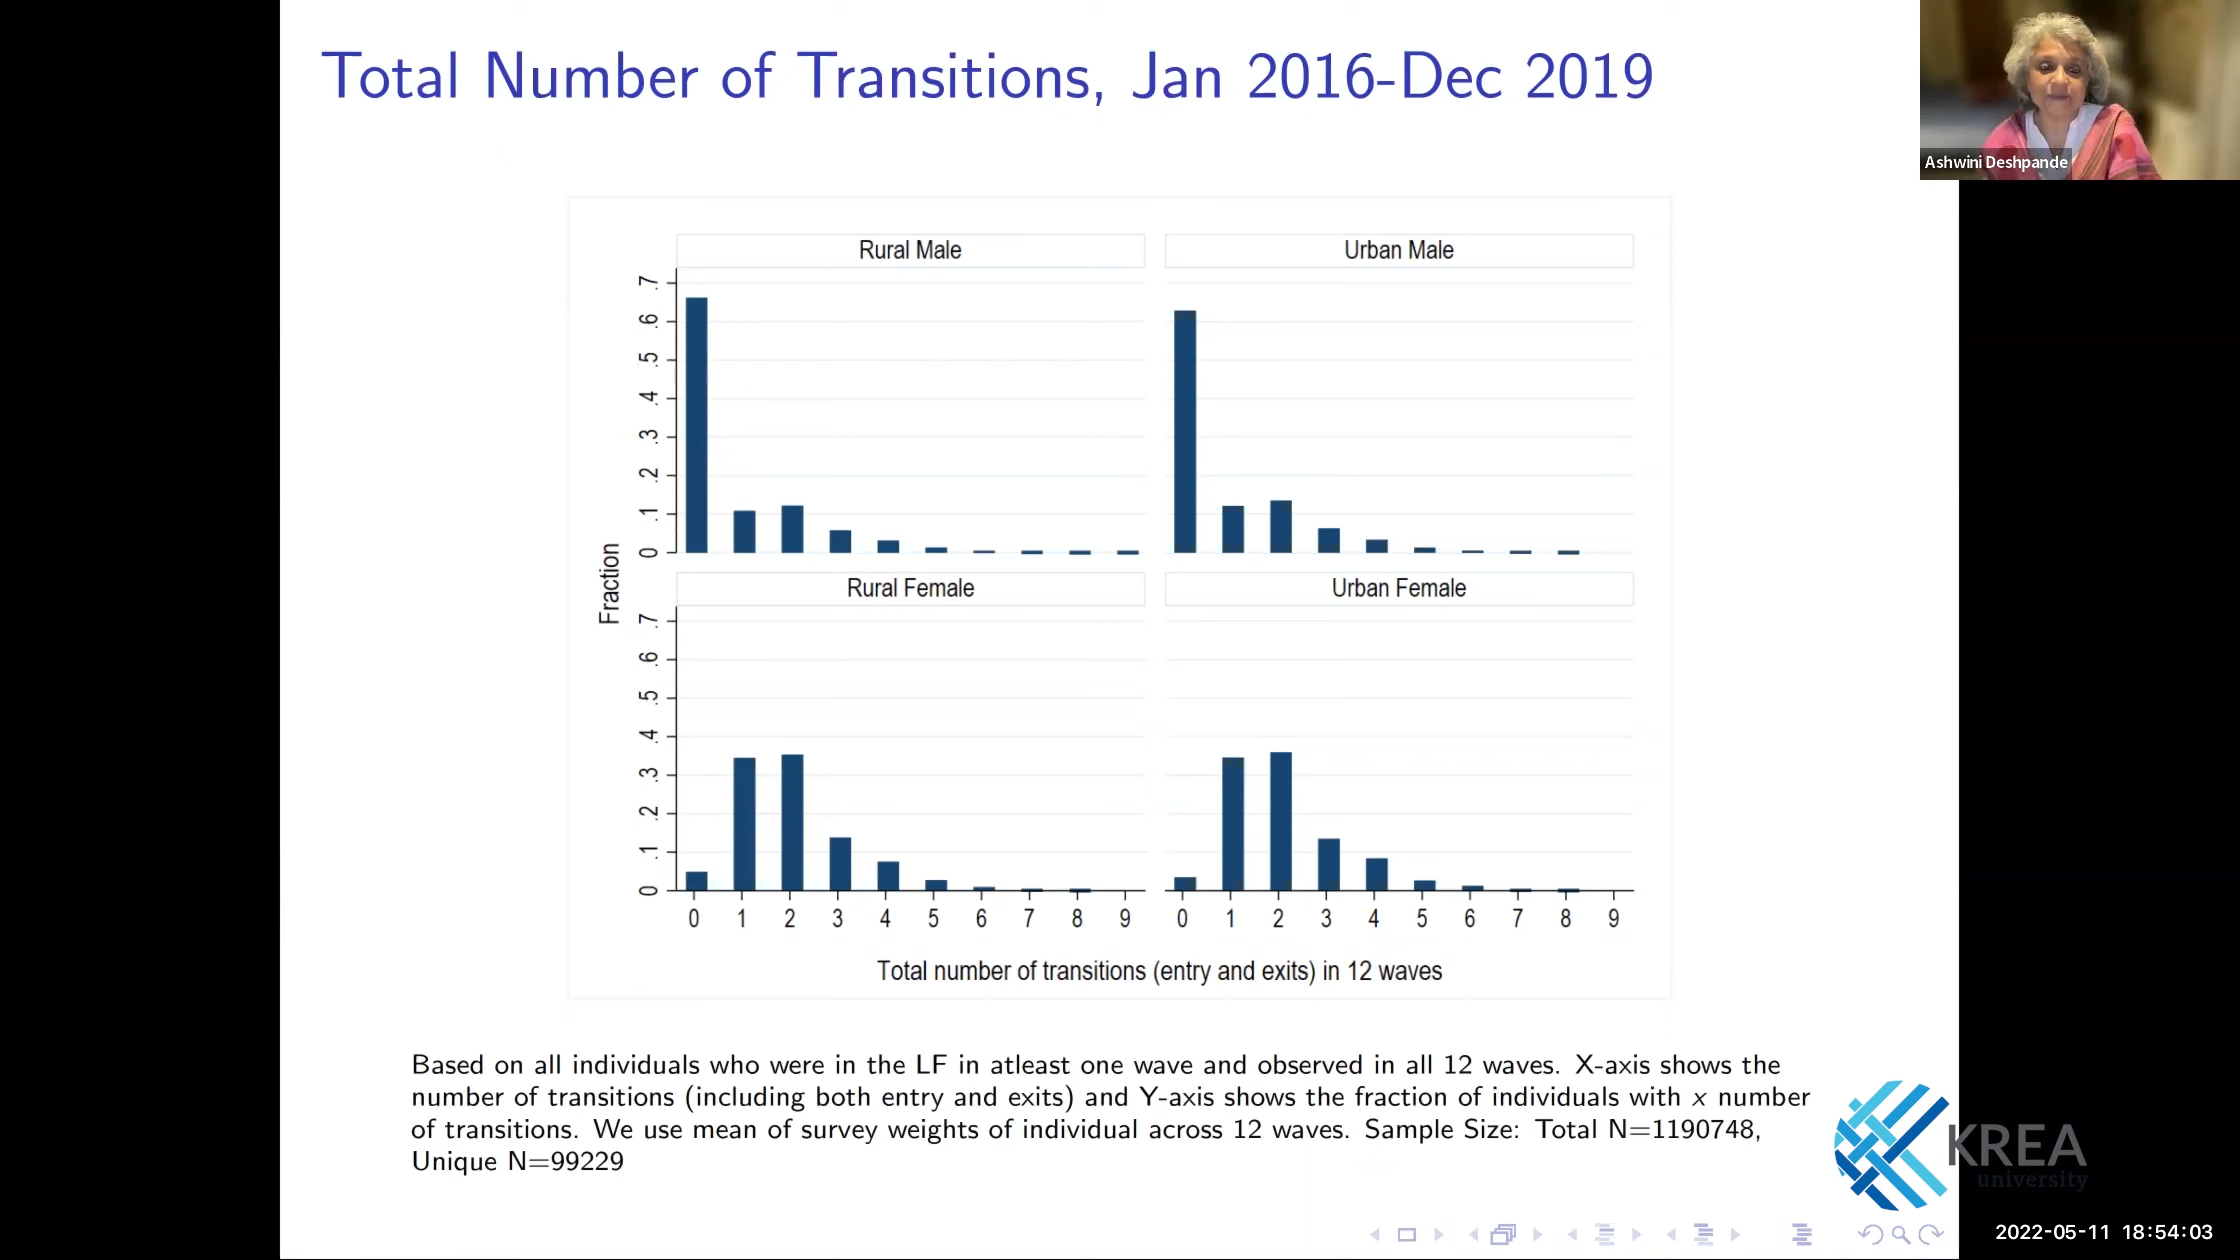 Total Number of Transitions, Jan 2016-Dec 2019
Ashwini Deshpande
Rural Male
Urban Male
.7
.6
.5
.4
.3
.2
.1
0
Fraction
Rural Female
Urban Female
.7
.6
.5
.4
.3
.2
.1
0
0 1 2 3 4 5 6 7 8 9
0 1 2 3 4 5 6 7 8 9
Total number of transitions (entry and exits) in 12 waves
Based on all individuals who were in the LF in atleast one wave and observed in all 12 waves. X-axis shows the
number of transitions (including both entry and exits) and Y-axis shows the fraction of individuals with x number
of transitions. We use mean of survey weights of individual across 12 waves. Sample Size: Total N=1190748,
Unique N=99229
KREA
university
2022-05-11 18:54:03